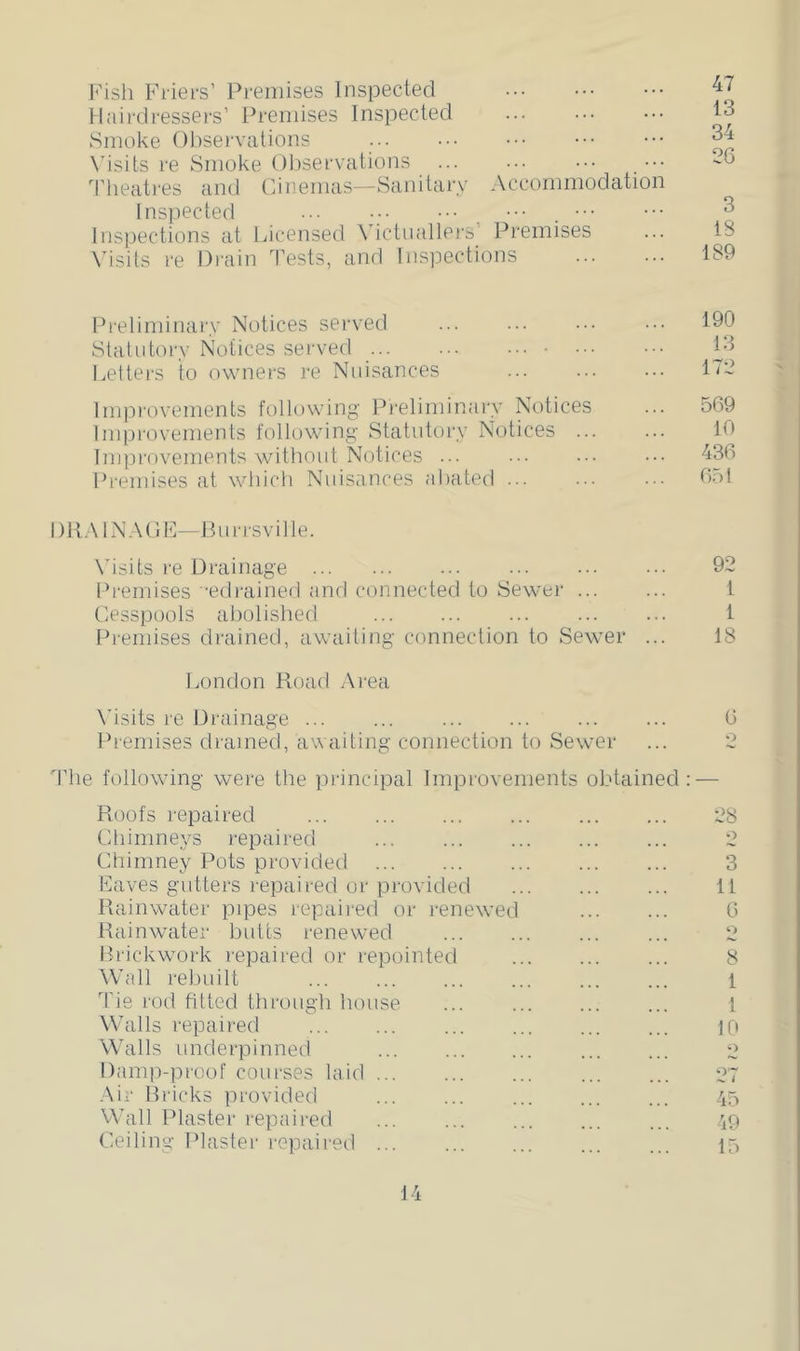 Fish Friers' Premises Inspected ... ... ... 47
Hairdressers' Premises Inspected ... ... ... 13
Smoke Observations ... ... ... ... ... 34
Visits re Smoke Observations ... ... ... ... 26
Theatres and Cinemas—Sanitary Accommodation
Inspected ... ... ... ... ... ... 3
Inspections at Licensed Victuallers' Premises ... 18
Visits re Drain Tests, and Inspections ... ... 189
Preliminary Notices served ... ... ... ... 190
Statutory Notices served ... ... ... ... ... 13
Letters to owners re Nuisances ... ... ... 172
Improvements following Preliminary Notices ... 569
Improvements following Statutory Notices ... ... 10
Improvements without Notices ... ... ... ... 436
Premises at which Nuisances abated ... ... ... 651
DRAINAGE—Burrsville.
Visits re Drainage ... ... ... ... ... ... 92
Premises redrained and connected to Sewer ... ... 1
Cesspools abolished ... ... ... ... ... 1
Premises drained, awaiting connection to Sewer ... 18
London Road Area
Visits re Drainage ... ... ... ... ... ... 6
Premises drained, awaiting connection to Sewer ... 2
The following were the principal Improvements obtained:—
Roofs repaired ... ... ... ... ... ... 28
Chimneys repaired ... ... ... ... ... 2
Chimney Pots provided ... ... ... ... ... 3
Eaves gutters repaired or provided ... ... ... 11
Rainwater pipes repaired or renewed ... ... 6
Rainwater butts renewed ... ... ... ... 2
Brickwork repaired or repointed ... ... ... 8
Wall rebuilt ... ... ... ... ... ... 1
Tie rod fitted through house ... ... ... ... 1
Walls repaired ... ... ... ... ... ... 10
Walls underpinned ... ... ... ... ... 2
Damp-proof courses laid ... ... ... ... ... 27
Air Bricks provided ... ... ... ... ... 45
Wall Plaster repaired ... ... ... ... ... 49
Ceiling Plaster repaired ... ... ... ... ... 15
14